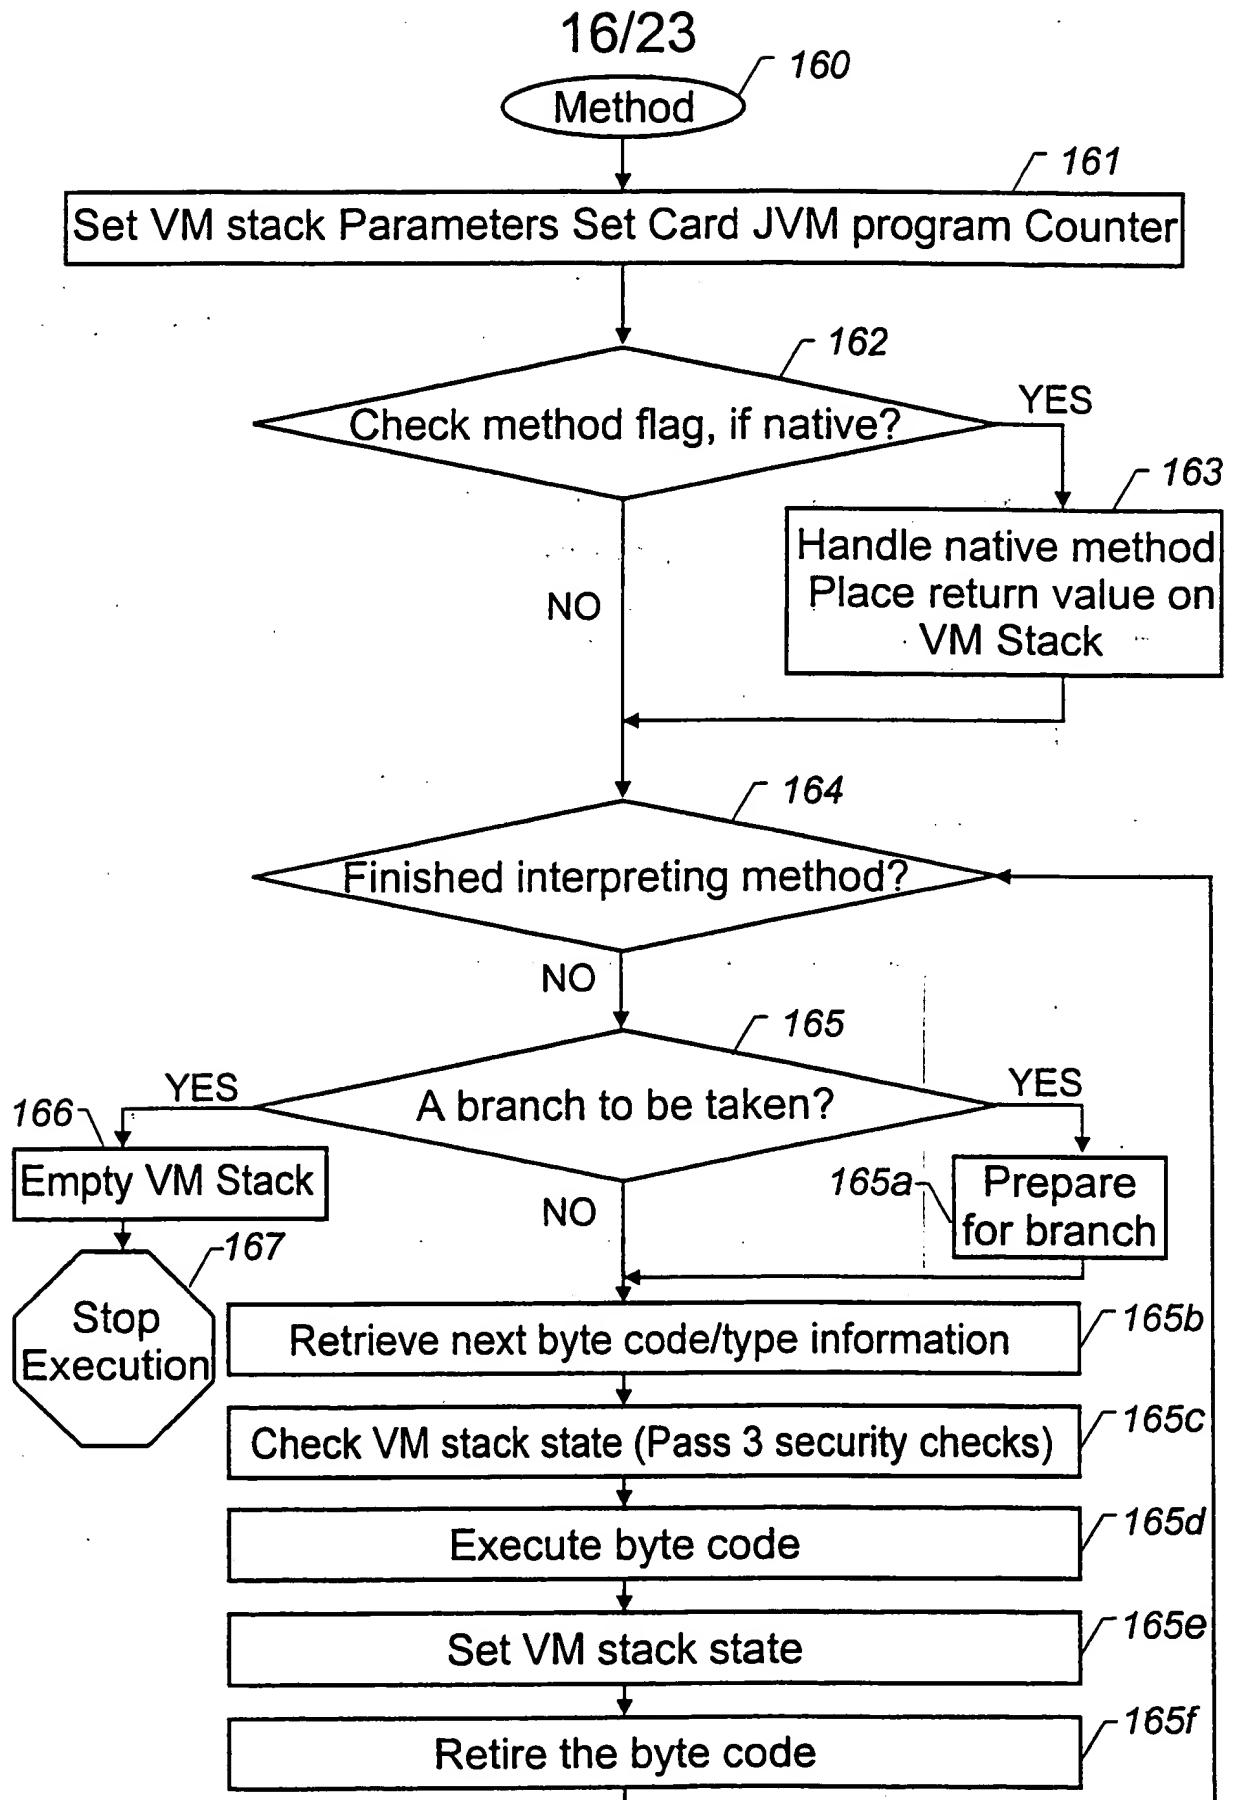 16/23
160
Method
161
Set VM stack Parameters Set Card JVM program Counter
162
Check method flag, if native?
YES
163
Handle native method
Place return value on
VM Stack
NO
164
Finished interpreting method?
NO
165
YES
A branch to be taken?
YES
166
Empty VM Stack
165a
Prepare
for branch
NO
167
Stop
Execution
Retrieve next byte code/type information
165b
Check VM stack state (Pass 3 security checks)
165c
Execute byte code
165d
Set VM stack state
165e
Retire the byte code
165f